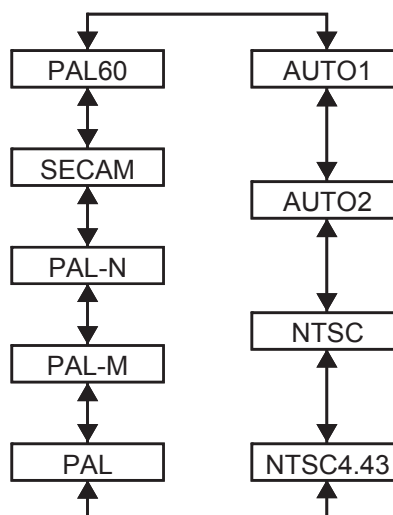 PAL60
SECAM
PAL-N
PAL-M
PAL
AUTO1
AUTO2
NTSC
NTSC4.43